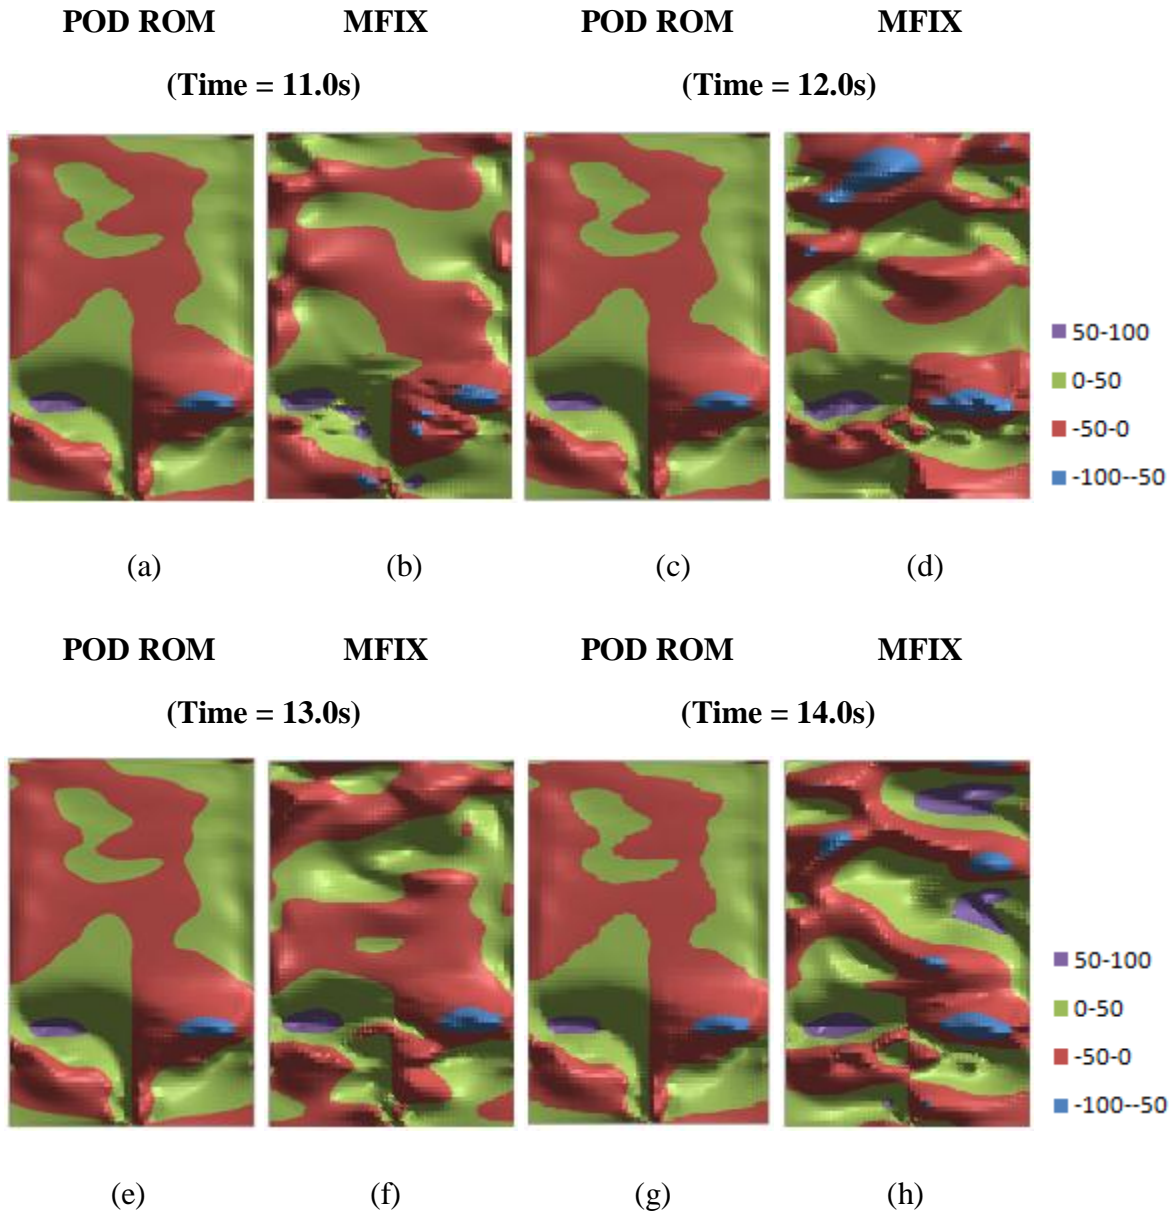 POD ROM MFIX POD ROM MFIX
(Time = 11.0s) (Time = 12.0s)
50-100
0-50
-50-0
-100--50
(a) (b) (c) (d)
POD ROM MFIX POD ROM MFIX
(Time = 13.0s) (Time = 14.0s)
50-100
0-50
-50-0
-100--50
(e) (f) (g) (h)